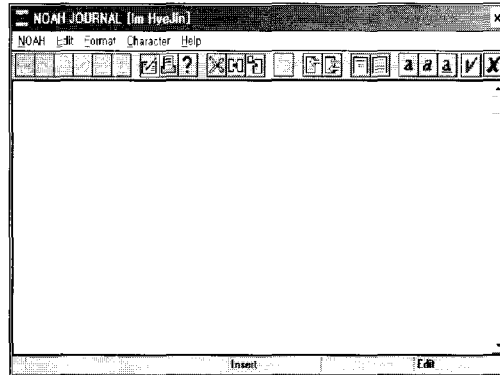 NOAH JOURNAL [Im HyeJin]
NOAH Edit Format Character Help
? a a a X
Insert Edit